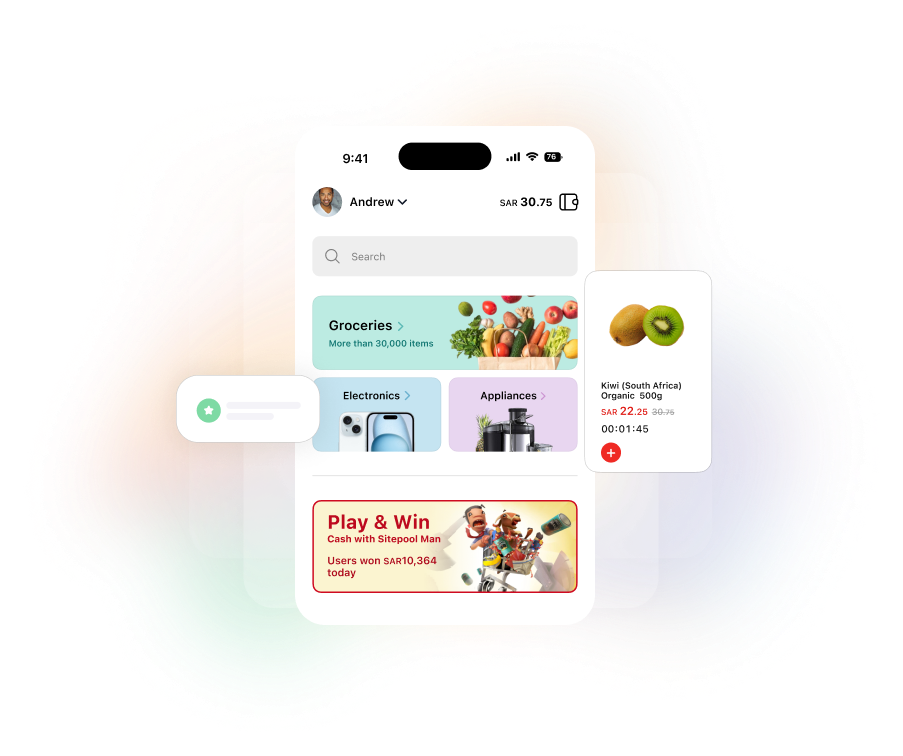 9:41
76
Andrew
SAR 30.75
Search
Groceries
More than 30,000 items
Electronics
Appliances
Kiwi (South Africa)
Organic 500g
SAR 22.25 30.75
00:01:45
Play & Win
Cash with Sitepool Man
Users won SAR10,364
today